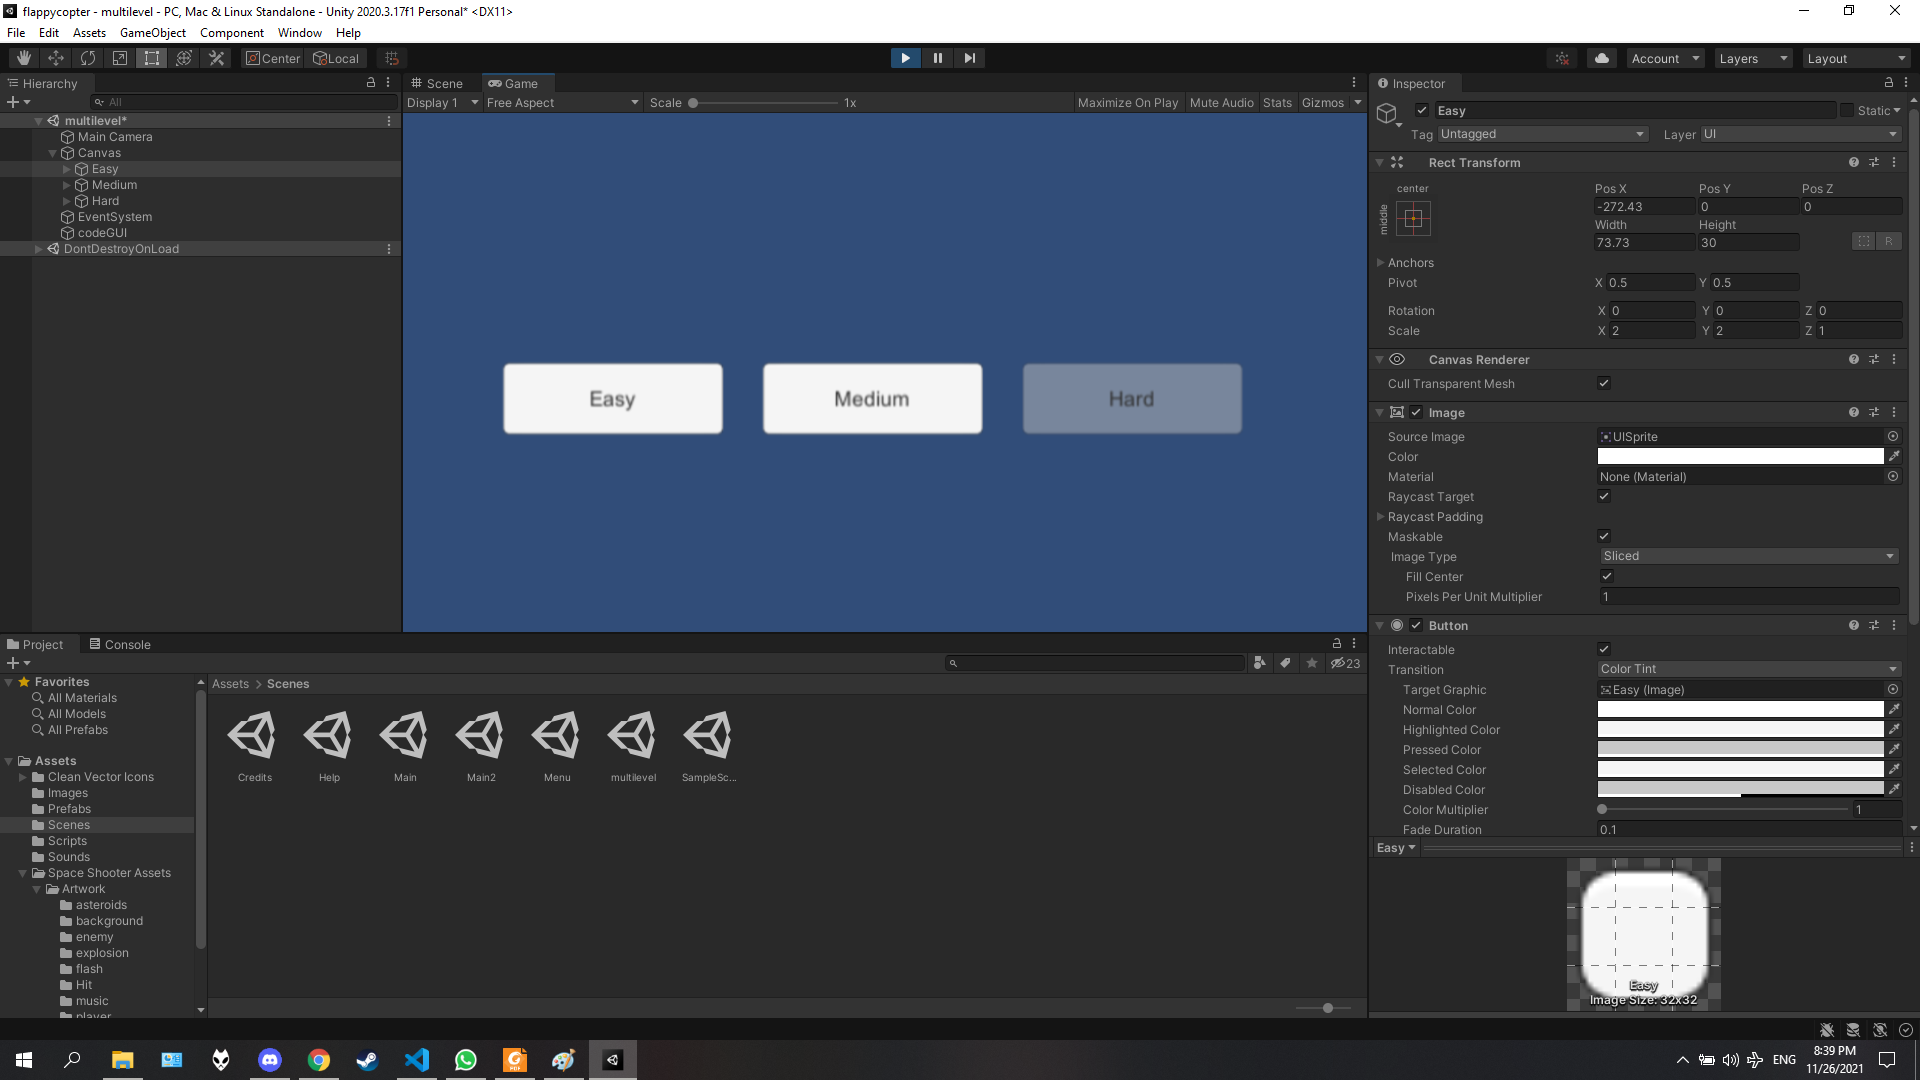 flappycopter - multilevel - PC, Mac & Linux Standalone - Unity 2020.3.17f1 Personal* <DX11>
File Edit Assets GameObject Component Window Help
Center Local
Account Layers Layout
Hierarchy
All
multilevel*
Main Camera
Canvas
Easy
Medium
Hard
EventSystem
codeGUI
DontDestroyOnLoad
Scene Game
Display 1 Free Aspect Scale 1x Maximize On Play Mute Audio Stats Gizmos
Easy Medium Hard
Inspector
Easy Static
Tag Untagged Layer UI
Rect Transform
center
middle
Pos X Pos Y Pos Z
-272.43 0 0
Width Height
73.73 30
R
Anchors
Pivot X 0.5 Y 0.5
Rotation X 0 Y 0 Z 0
Scale X 2 Y 2 Z 1
Canvas Renderer
Cull Transparent Mesh
Image
Source Image UISprite
Color
Material None (Material)
Raycast Target
Raycast Padding
Maskable
Image Type Sliced
Fill Center
Pixels Per Unit Multiplier 1
Button
Interactable
Transition Color Tint
Target Graphic Easy (Image)
Normal Color
Highlighted Color
Pressed Color
Selected Color
Disabled Color
Color Multiplier 1
Fade Duration 0.1
Easy
Easy
Image Size: 32x32
Project Console
23
Favorites
All Materials
All Models
All Prefabs
Assets
Clean Vector Icons
Images
Prefabs
Scenes
Scripts
Sounds
Space Shooter Assets
Artwork
asteroids
background
enemy
explosion
flash
Hit
music
player
Assets > Scenes
Credits Help Main Main2 Menu multilevel SampleSc...
PDF
ENG
8:39 PM
11/26/2021